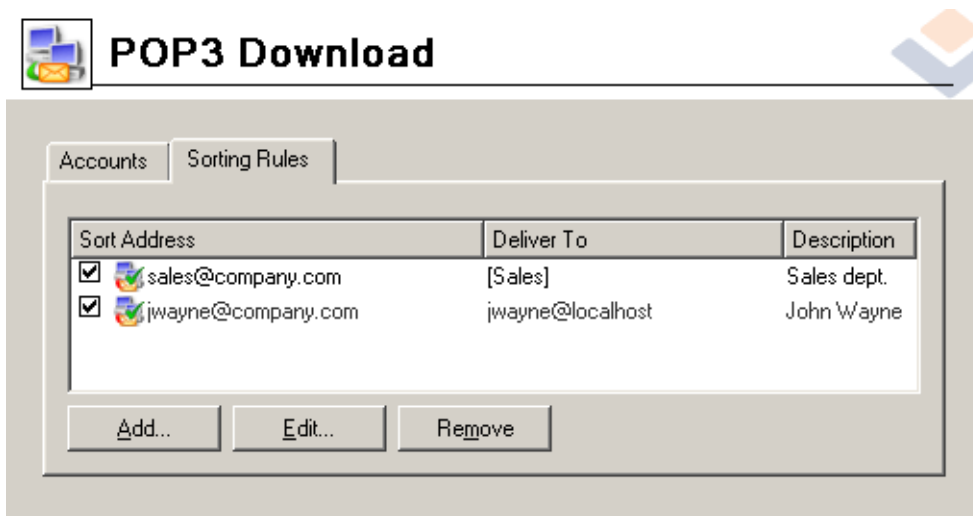 POP3 Download
Accounts Sorting Rules
Sort Address Deliver To Description
sales@company.com [Sales] Sales dept.
jwayne@company.com jwayne@localhost John Wayne
Add... Edit... Remove